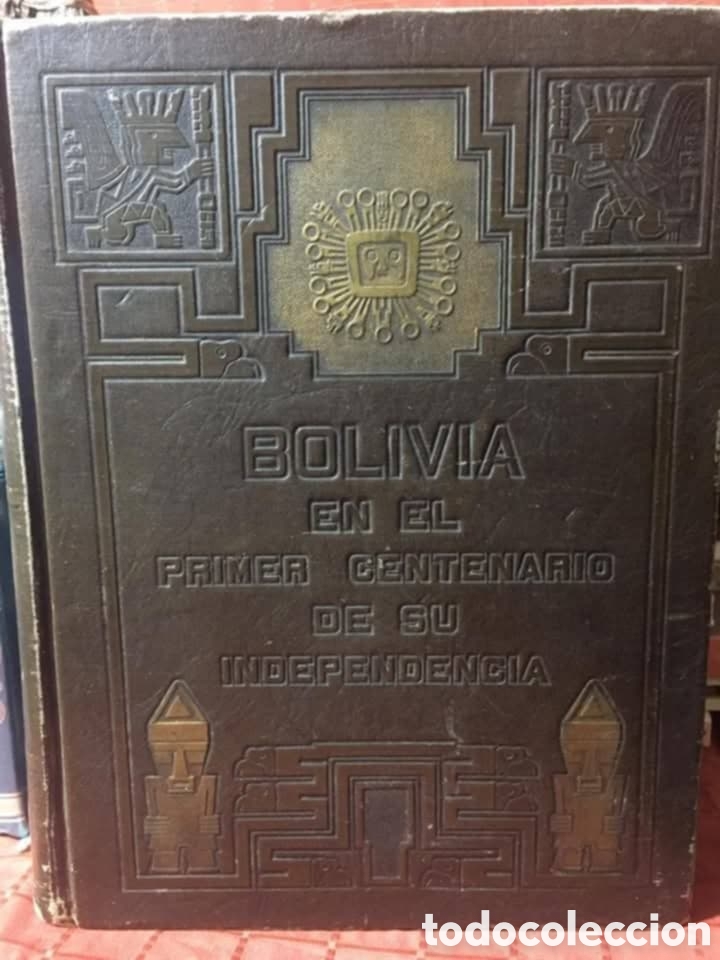 BOLIVIA
EN EL
PRIMER CENTENARIO
DE SU
INDEPENDENCIA
todocoleccion